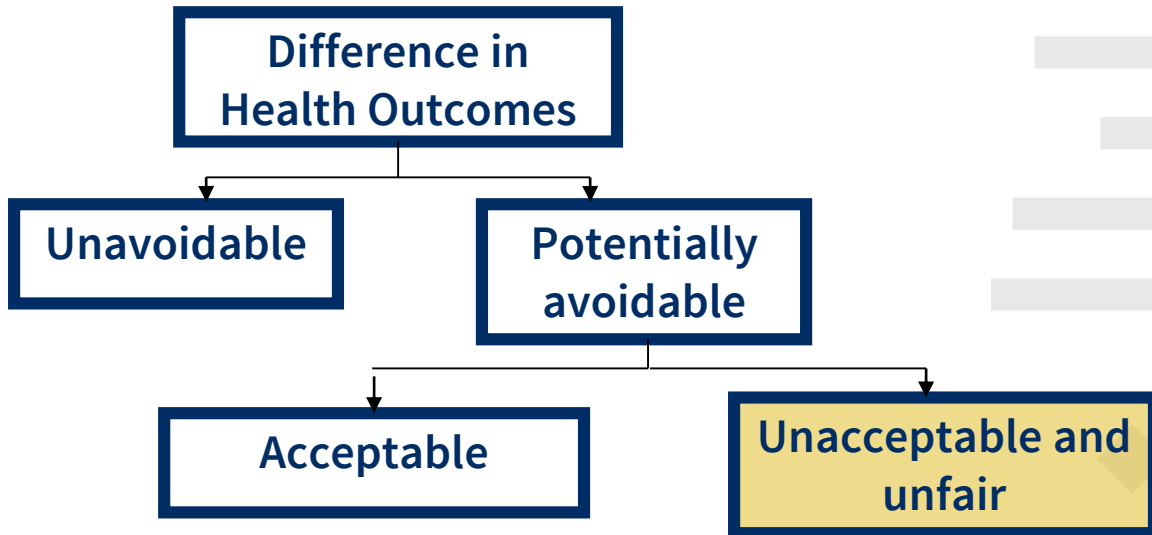 Difference in
Health Outcomes
Unavoidable
Potentially
avoidable
Acceptable
Unacceptable and
unfair